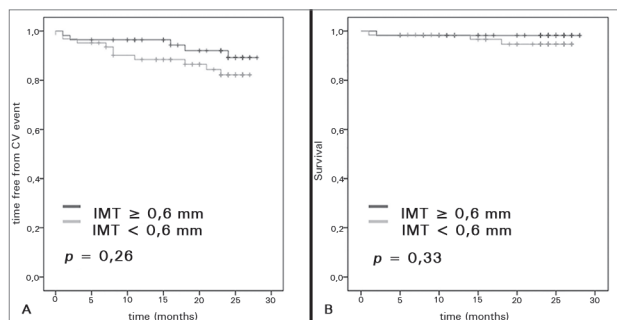 1,0
0,8
0,6
0,4
0,2
0,0
time free from CV event
IMT ≥ 0,6 mm
IMT < 0,6 mm
p = 0,26
0 5 10 15 20 25 30
time (months)
A
1,0
0,8
0,6
0,4
0,2
0,0
Survival
IMT ≥ 0,6 mm
IMT < 0,6 mm
p = 0,33
0 5 10 15 20 25 30
time (months)
B